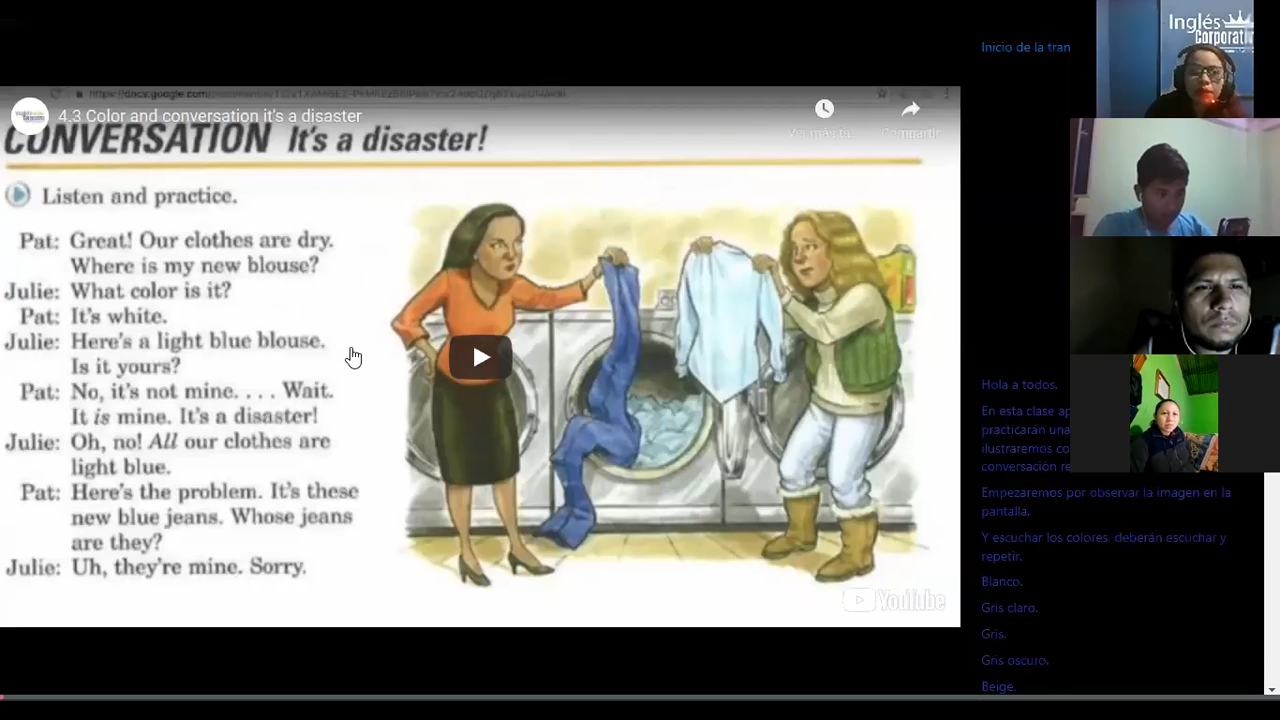 4.3 Color and conversation it's a disaster
Ver más ta...
Compartir
CONVERSATION It's a disaster!
Listen and practice.
Pat: Great! Our clothes are dry.
Where is my new blouse?
Julie: What color is it?
Pat: It's white.
Julie: Here's a light blue blouse.
Is it yours?
Pat: No, it's not mine. . . . Wait.
It is mine. It's a disaster!
Julie: Oh, no! All our clothes are
light blue.
Pat: Here's the problem. It's these
new blue jeans. Whose jeans
are they?
Julie: Uh, they're mine. Sorry.
YouTube
Inicio de la tran
Inglés
Corporati
Hola a todos.
En esta clase ap
practicarán una
ilustraremos co
conversación re
Empezaremos por observar la imagen en la
pantalla.
Y escuchar los colores, deberán escuchar y
repetir.
Blanco.
Gris claro.
Gris.
Gris oscuro.
Beige.